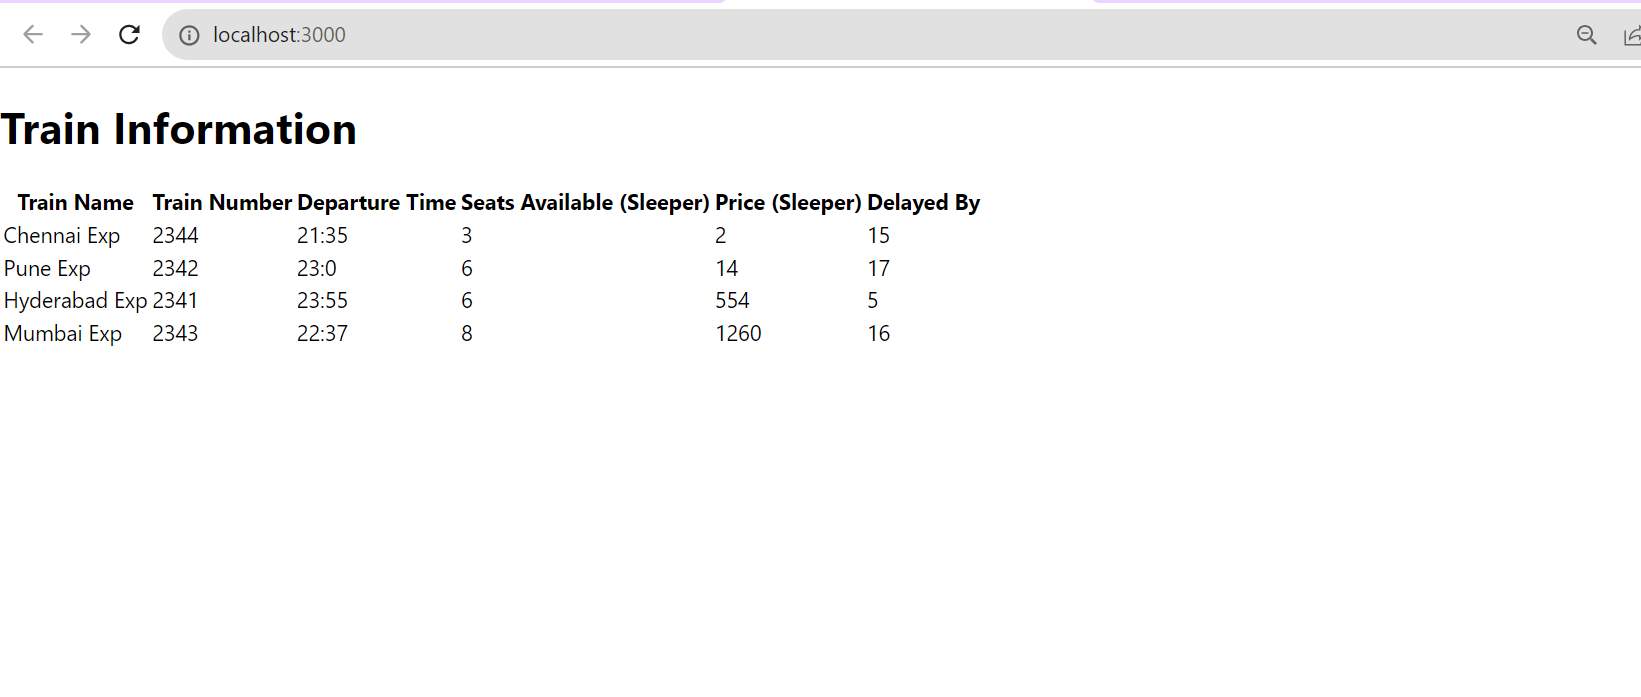 localhost:3000
Train Information
Train Name Train Number Departure Time Seats Available (Sleeper) Price (Sleeper) Delayed By
Chennai Exp 2344 21:35 3 2 15
Pune Exp 2342 23:0 6 14 17
Hyderabad Exp 2341 23:55 6 554 5
Mumbai Exp 2343 22:37 8 1260 16